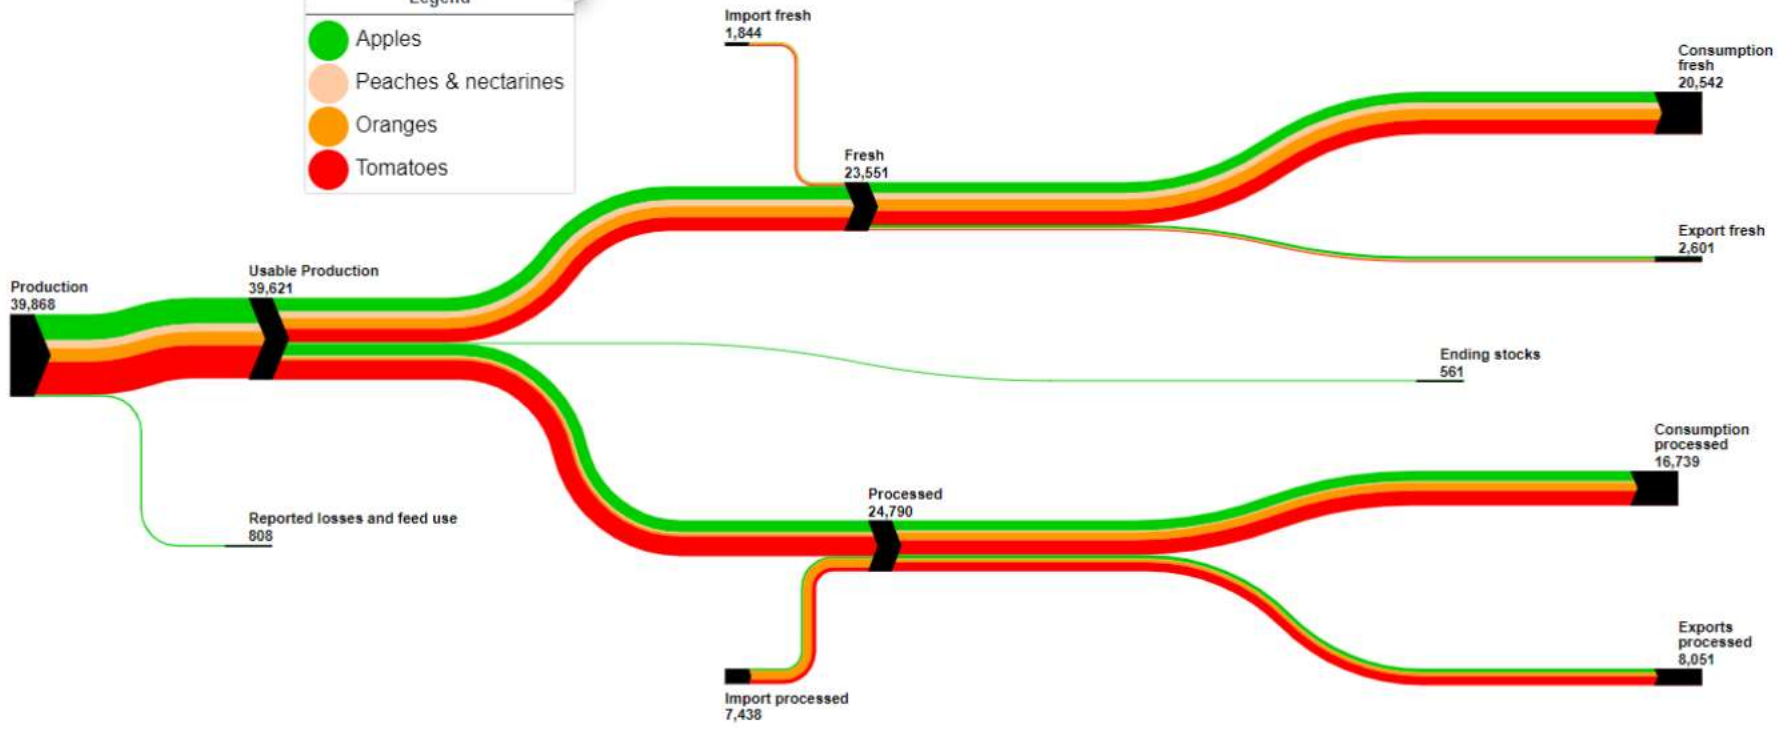 Legend
Apples
Peaches & nectarines
Oranges
Tomatoes
Import fresh
1,844
Consumption
fresh
20,542
Fresh
23,551
Export fresh
2,601
Usable Production
39,621
Production
39,868
Ending stocks
561
Consumption
processed
16,739
Processed
24,790
Reported losses and feed use
808
Exports
processed
8,051
Import processed
7,438